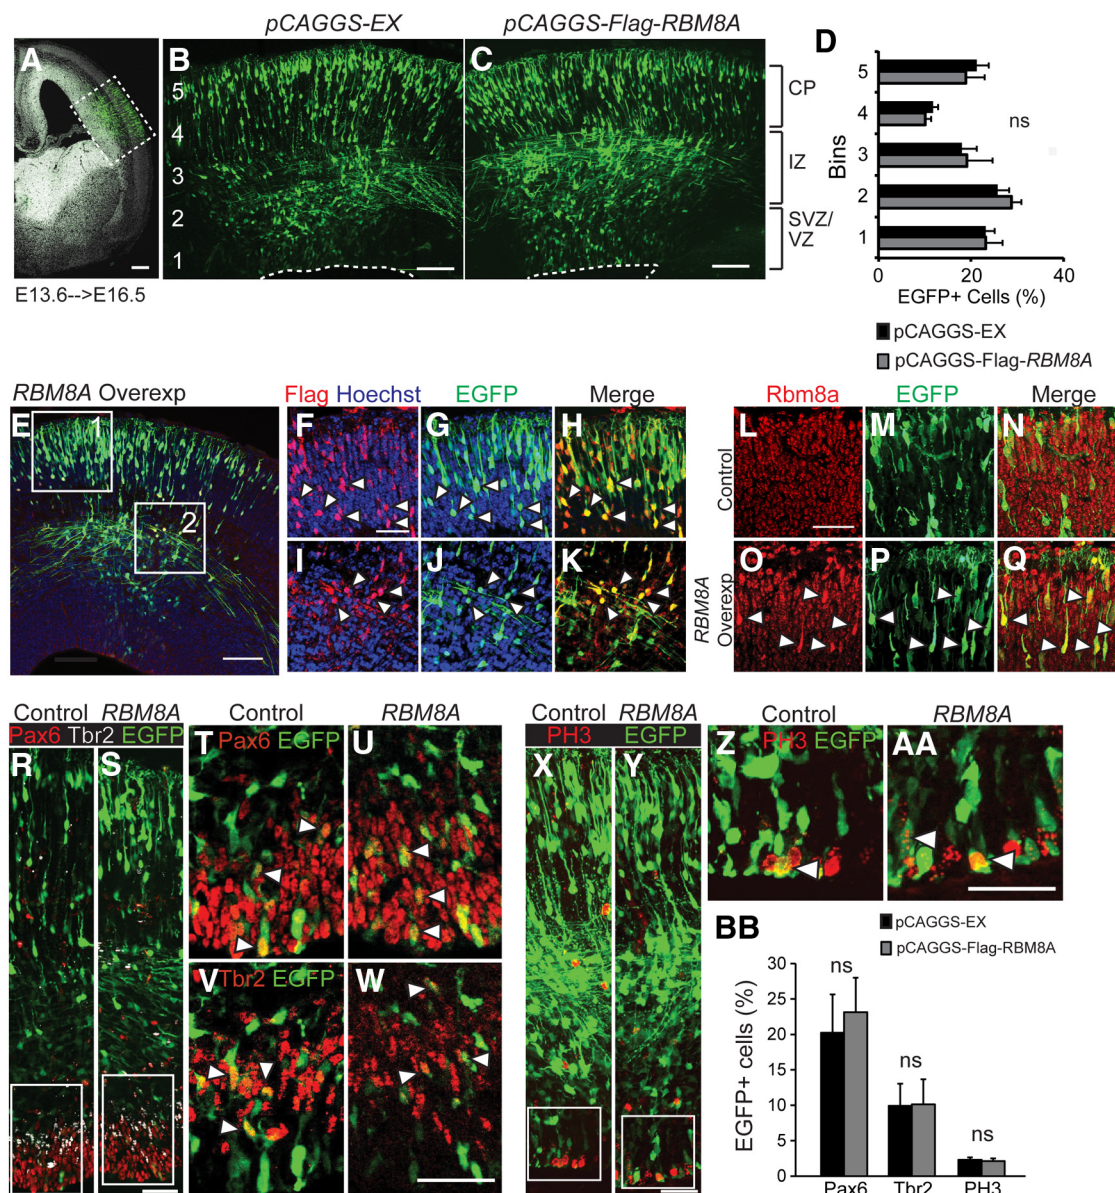 pCAGGS-EX
pCAGGS-Flag-RBM8A
A
B
C
D
5
4
3
2
1
CP
IZ
SVZ/
VZ
E13.6-->E16.5
Bins
5
4
3
2
1
ns
0
20
40
EGFP+ Cells (%)
pCAGGS-EX
pCAGGS-Flag-RBM8A
RBM8A Overexp
Flag Hoechst
EGFP
Merge
Rbm8a
EGFP
Merge
E
1
2
F
G
H
I
J
K
Control
L
M
N
RBM8A
Overexp
O
P
Q
Control
RBM8A
Pax6 Tbr2 EGFP
R
S
Control
RBM8A
T
Pax6 EGFP
U
V
Tbr2 EGFP
W
Control
RBM8A
PH3
EGFP
X
Y
Control
RBM8A
Z
PH3 EGFP
AA
BB
pCAGGS-EX
pCAGGS-Flag-RBM8A
EGFP+ cells (%)
30
25
20
15
10
5
0
ns
ns
ns
Pax6
Tbr2
PH3